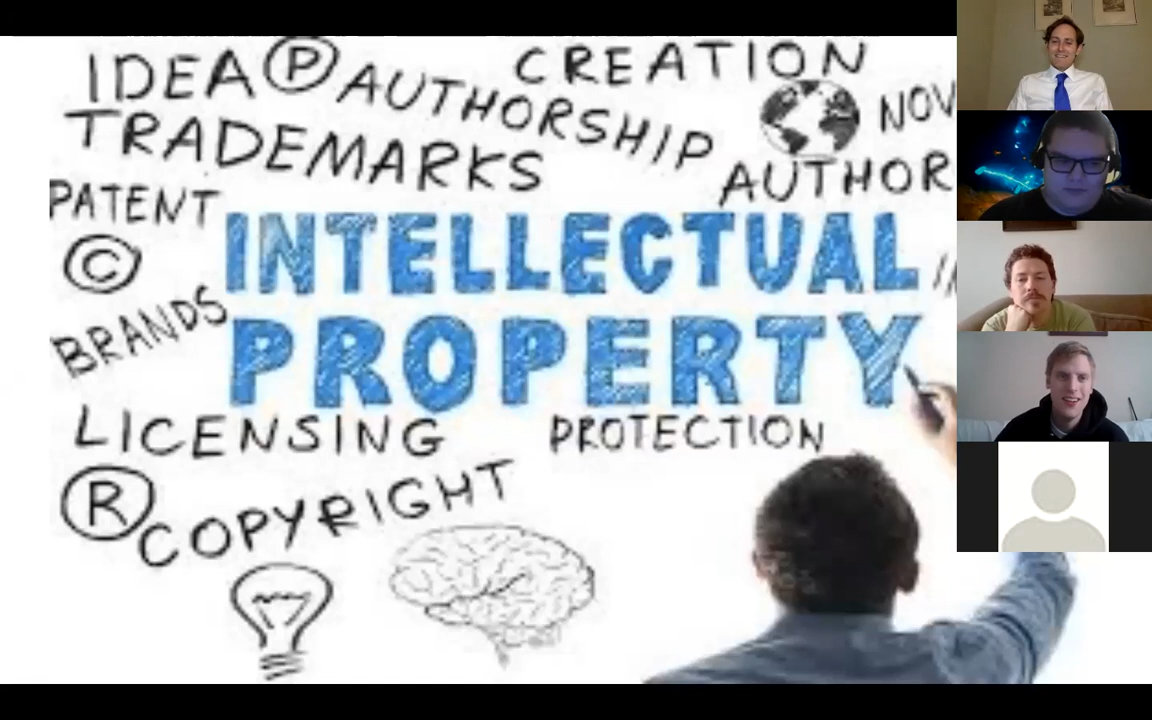 IDEA Ⓟ AUTHORSHIP CREATION
TRADEMARKS
NOV
AUTHOR
PATENT
©
INTELLECTUAL
BRANDS
PROPERTY
LICENSING
PROTECTION
®
COPYRIGHT